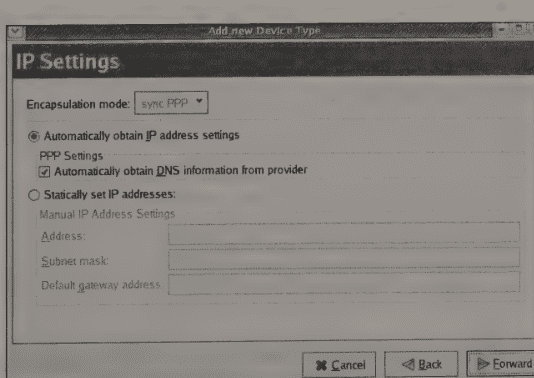 Add new Device Type
IP Settings
Encapsulation mode: sync PPP
Automatically obtain IP address settings
PPP Settings
Automatically obtain DNS information from provider
Statically set IP addresses:
Manual IP Address Settings
Address:
Subnet mask:
Default gateway address:
Cancel Back Forward